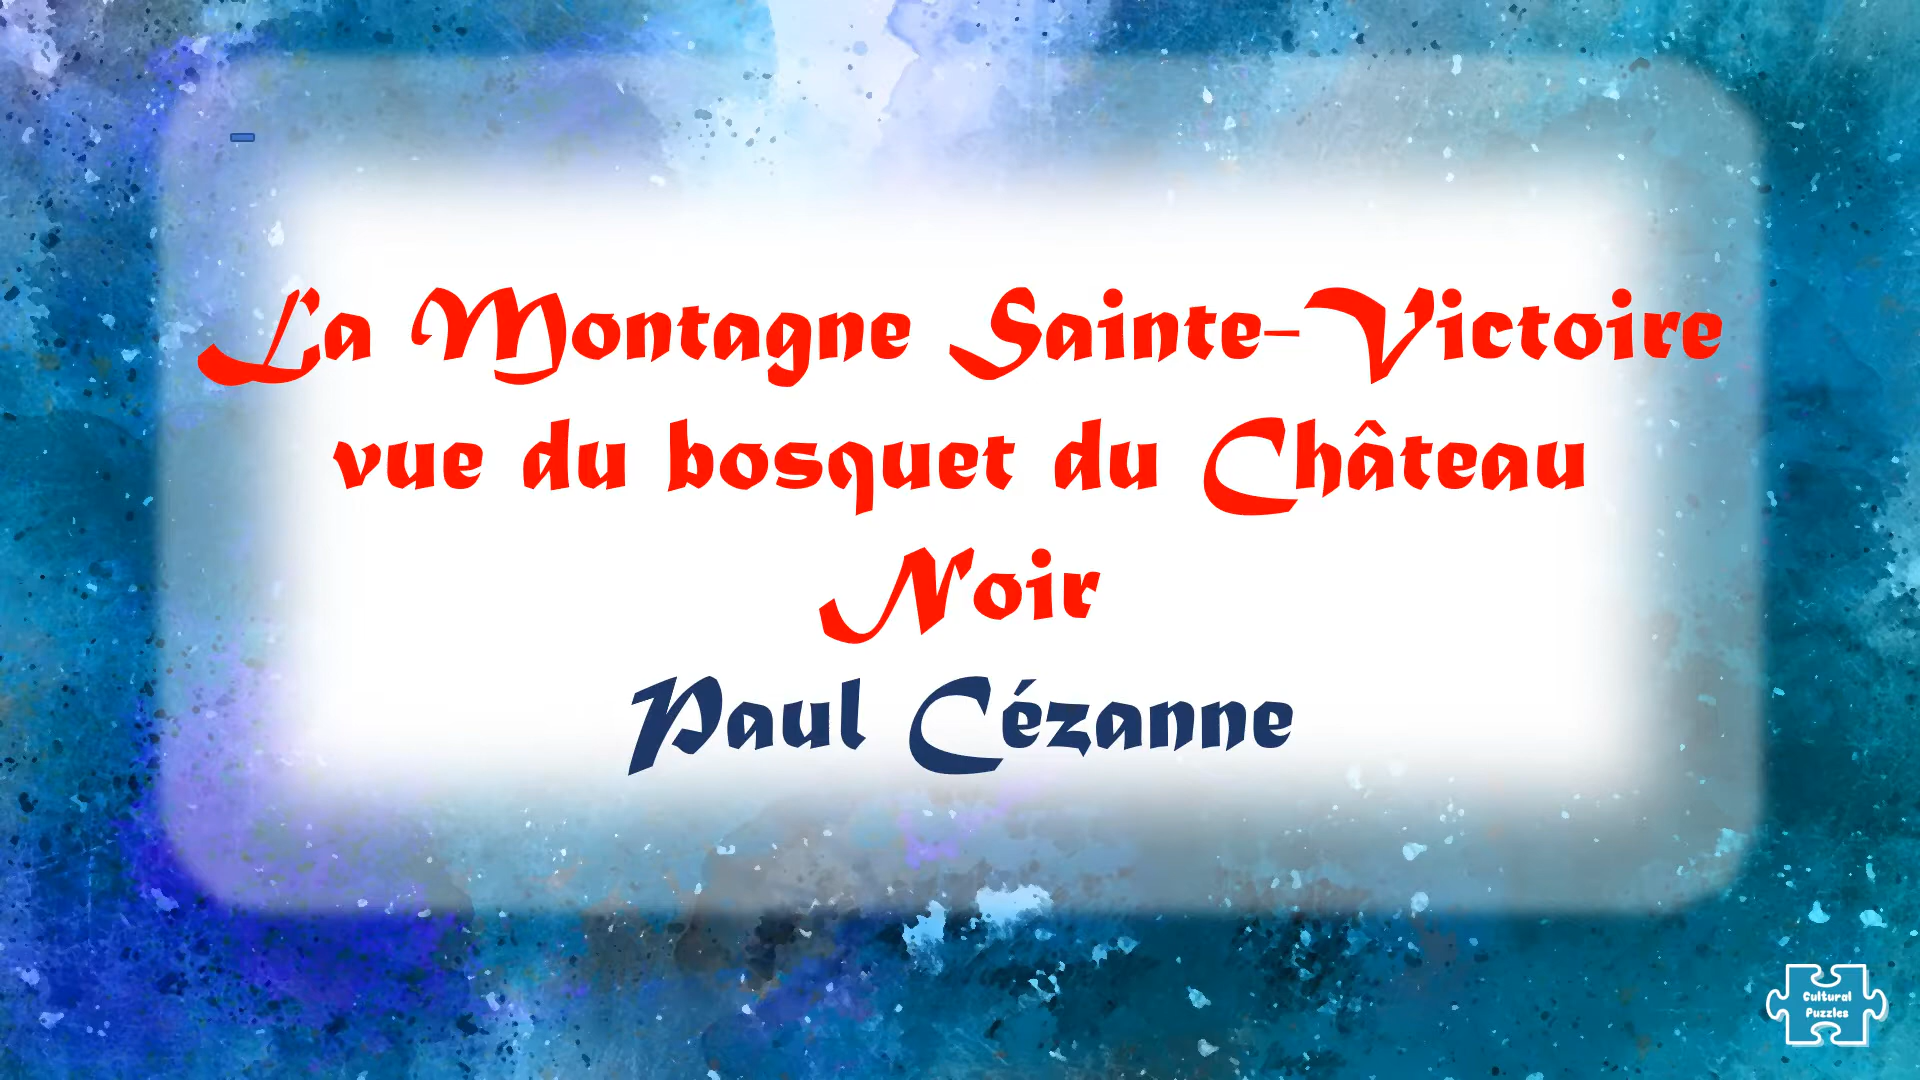 La Montagne Sainte-Victoire
vue du bosquet du Château
Noir
Paul Cézanne
Cultural
Puzzles